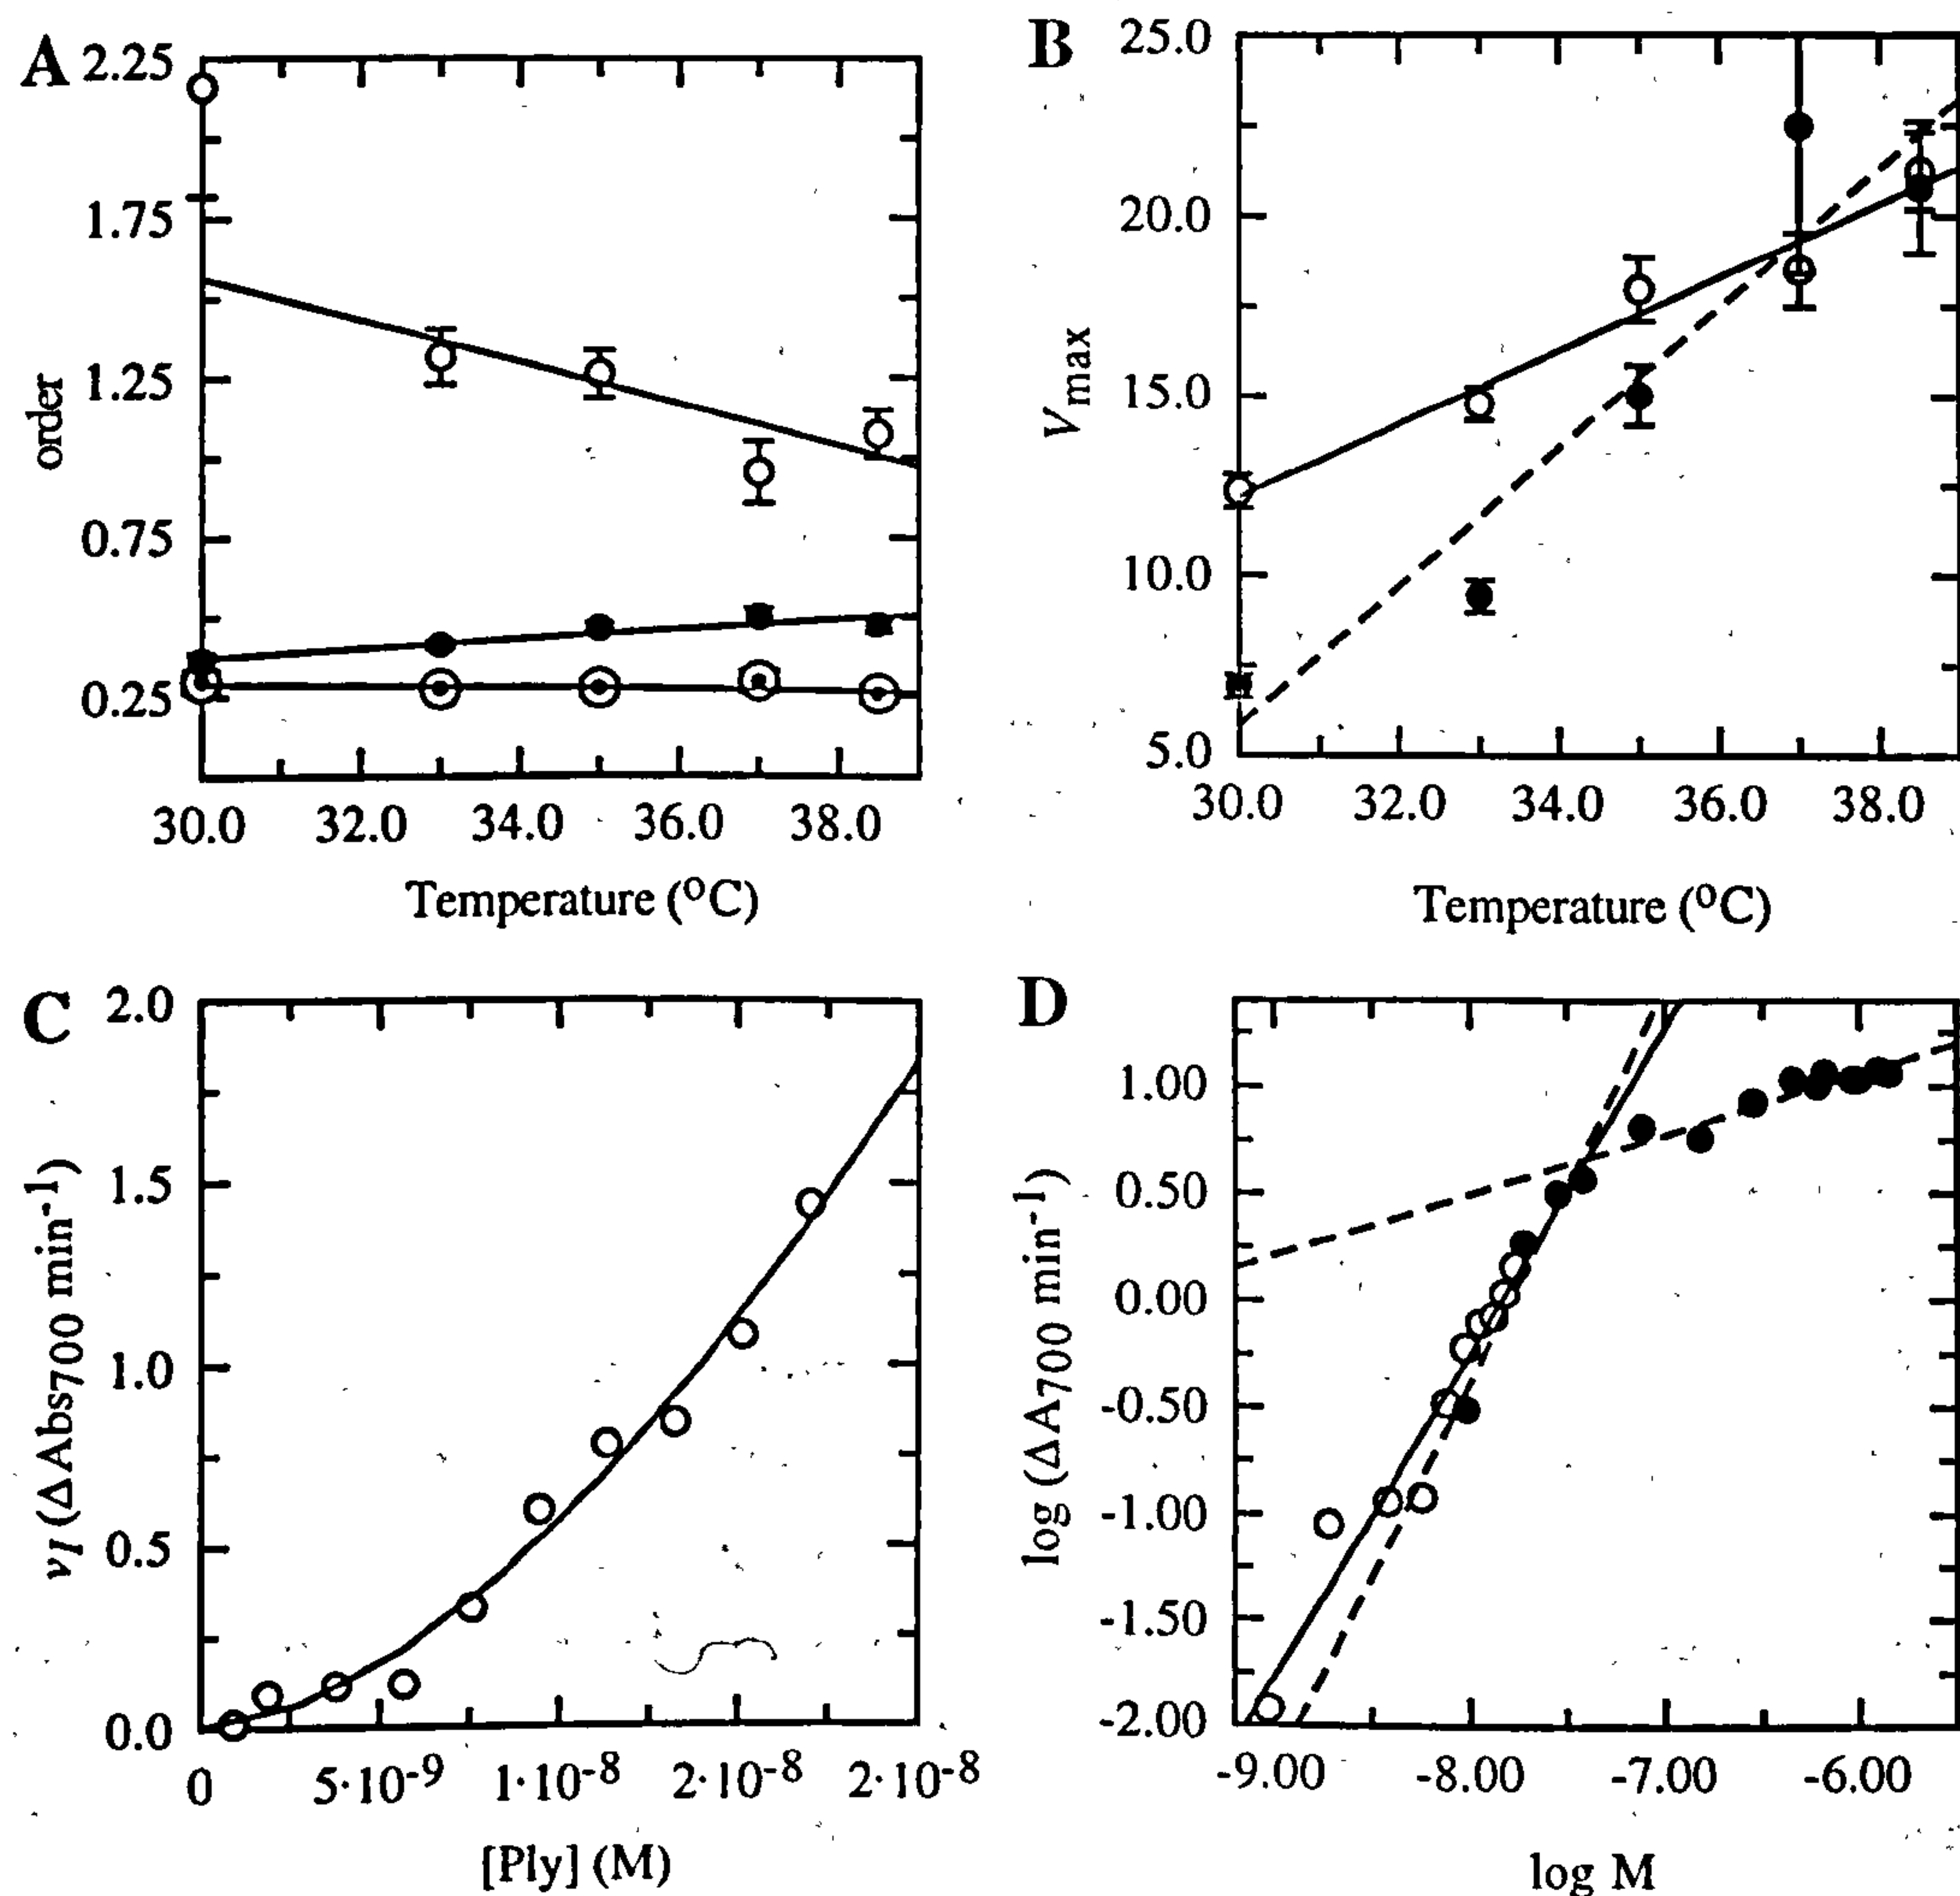 A
2.25
1.75
1.25
0.75
0.25
order
30.0 32.0 34.0 36.0 38.0
Temperature (°C)
B
25.0
20.0
15.0
10.0
5.0
Vmax
30.0 32.0 34.0 36.0 38.0
Temperature (°C)
C
2.0
1.5
1.0
0.5
0.0
vI (ΔAbs700 min-1)
0 5·10-9 1·10-8 2·10-8 2·10-8
[Ply] (M)
D
1.00
0.50
0.00
-0.50
-1.00
-1.50
-2.00
log (ΔA700 min-1)
-9.00 -8.00 -7.00 -6.00
log M